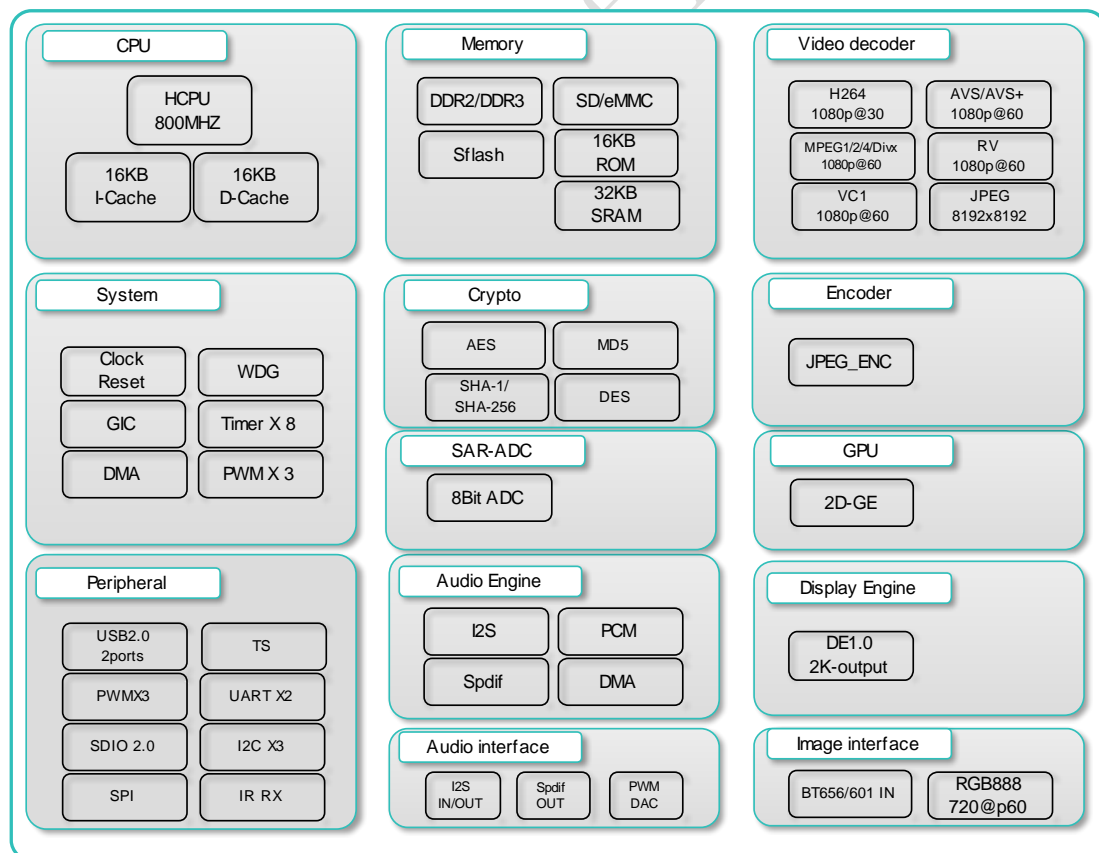 CPU
HCPU
800MHZ
16KB
I-Cache
16KB
D-Cache
Memory
DDR2/DDR3
SD/eMMC
Sflash
16KB
ROM
32KB
SRAM
Video decoder
H264
1080p@30
AVS/AVS+
1080p@60
MPEG1/2/4/Divx
1080p@60
RV
1080p@60
VC1
1080p@60
JPEG
8192x8192
System
Clock
Reset
WDG
GIC
Timer X 8
DMA
PWM X 3
Crypto
AES
MD5
SHA-1/
SHA-256
DES
Encoder
JPEG_ENC
SAR-ADC
8Bit ADC
GPU
2D-GE
Peripheral
USB2.0
2ports
TS
PWMX3
UART X2
SDIO 2.0
I2C X3
SPI
IR RX
Audio Engine
I2S
PCM
Spdif
DMA
Display Engine
DE1.0
2K-output
Audio interface
I2S
IN/OUT
Spdif
OUT
PWM
DAC
Image interface
BT656/601 IN
RGB888
720@p60